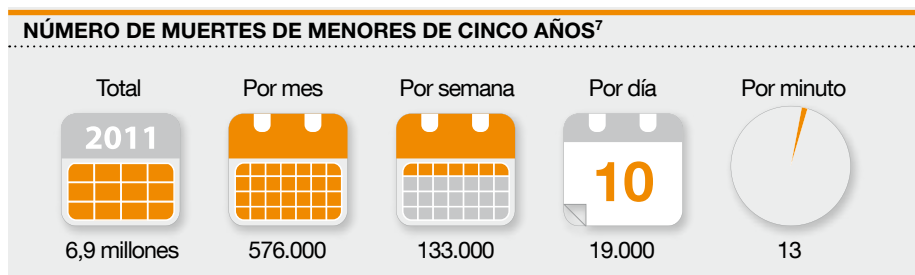 NÚMERO DE MUERTES DE MENORES DE CINCO AÑOS⁷
Total Por mes Por semana Por día Por minuto
2011
10
6,9 millones 576.000 133.000 19.000 13